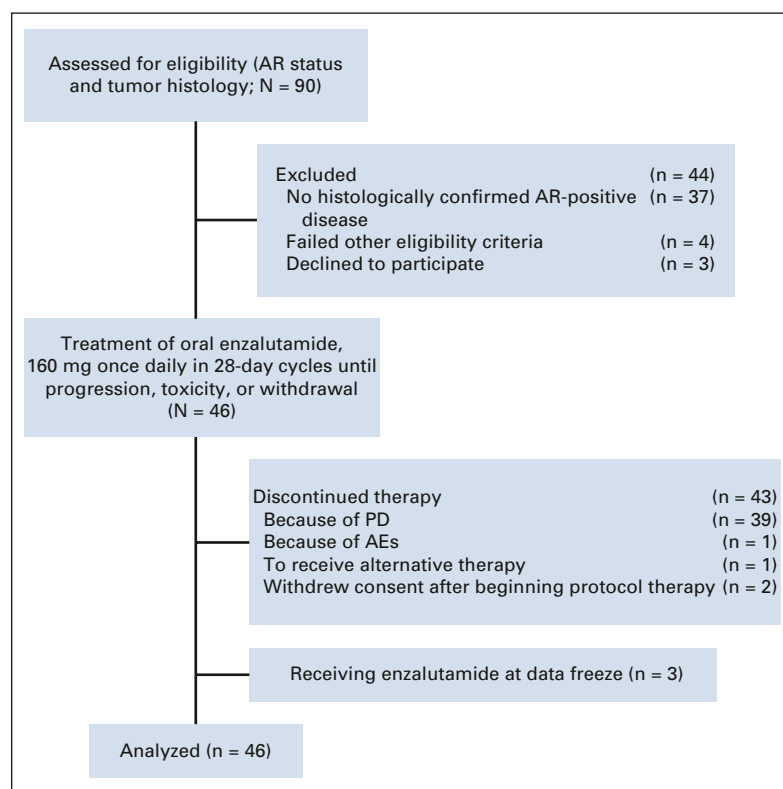 Assessed for eligibility (AR status
and tumor histology; N = 90)
Excluded (n = 44)
No histologically confirmed AR-positive (n = 37)
disease
Failed other eligibility criteria (n = 4)
Declined to participate (n = 3)
Treatment of oral enzalutamide,
160 mg once daily in 28-day cycles until
progression, toxicity, or withdrawal
(N = 46)
Discontinued therapy (n = 43)
Because of PD (n = 39)
Because of AEs (n = 1)
To receive alternative therapy (n = 1)
Withdrew consent after beginning protocol therapy (n = 2)
Receiving enzalutamide at data freeze (n = 3)
Analyzed (n = 46)